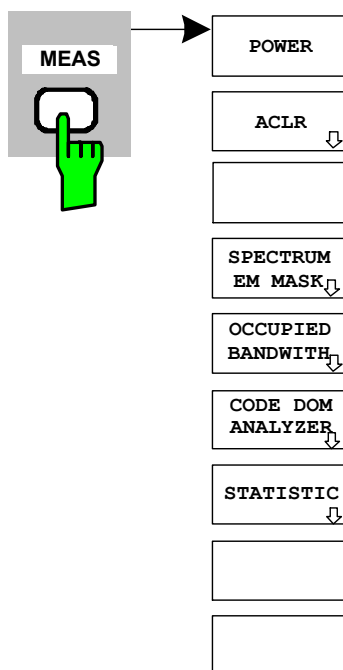 MEAS
POWER
ACLR
SPECTRUM
EM MASK
OCCUPIED
BANDWITH
CODE DOM
ANALYZER
STATISTIC